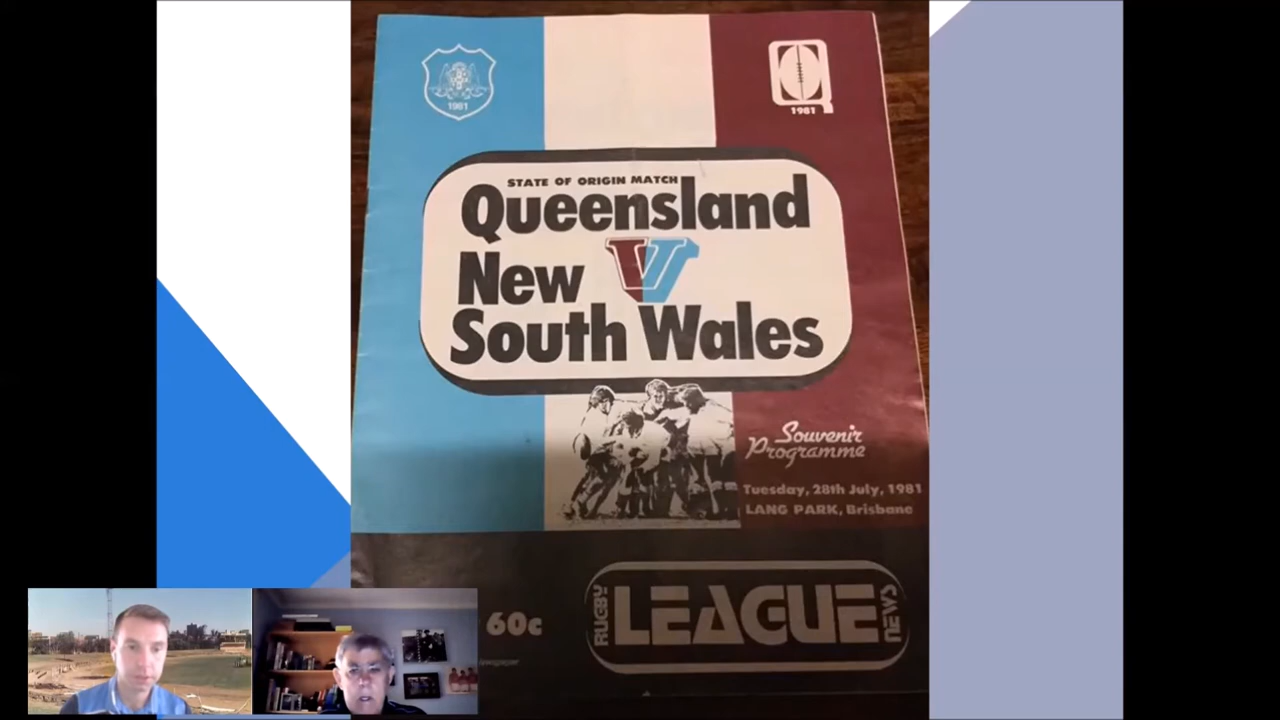 1981
1981
STATE OF ORIGIN MATCH
Queensland
V
New
South Wales
Souvenir
Programme
Tuesday, 28th July, 1981
LANG PARK, Brisbane
60c
RUGBY
LEAGUE
NEWS